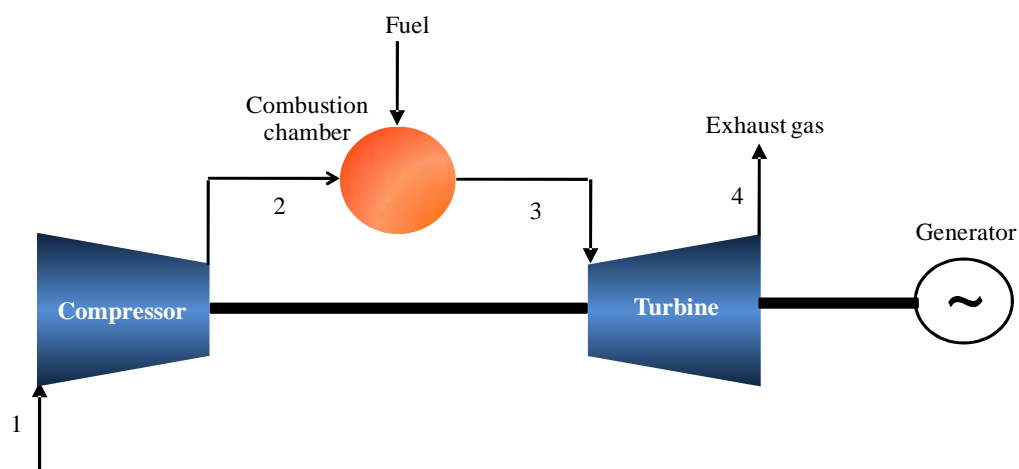 Fuel
Combustion
chamber
Exhaust gas
2
3
4
Generator
Compressor
Turbine
~
1